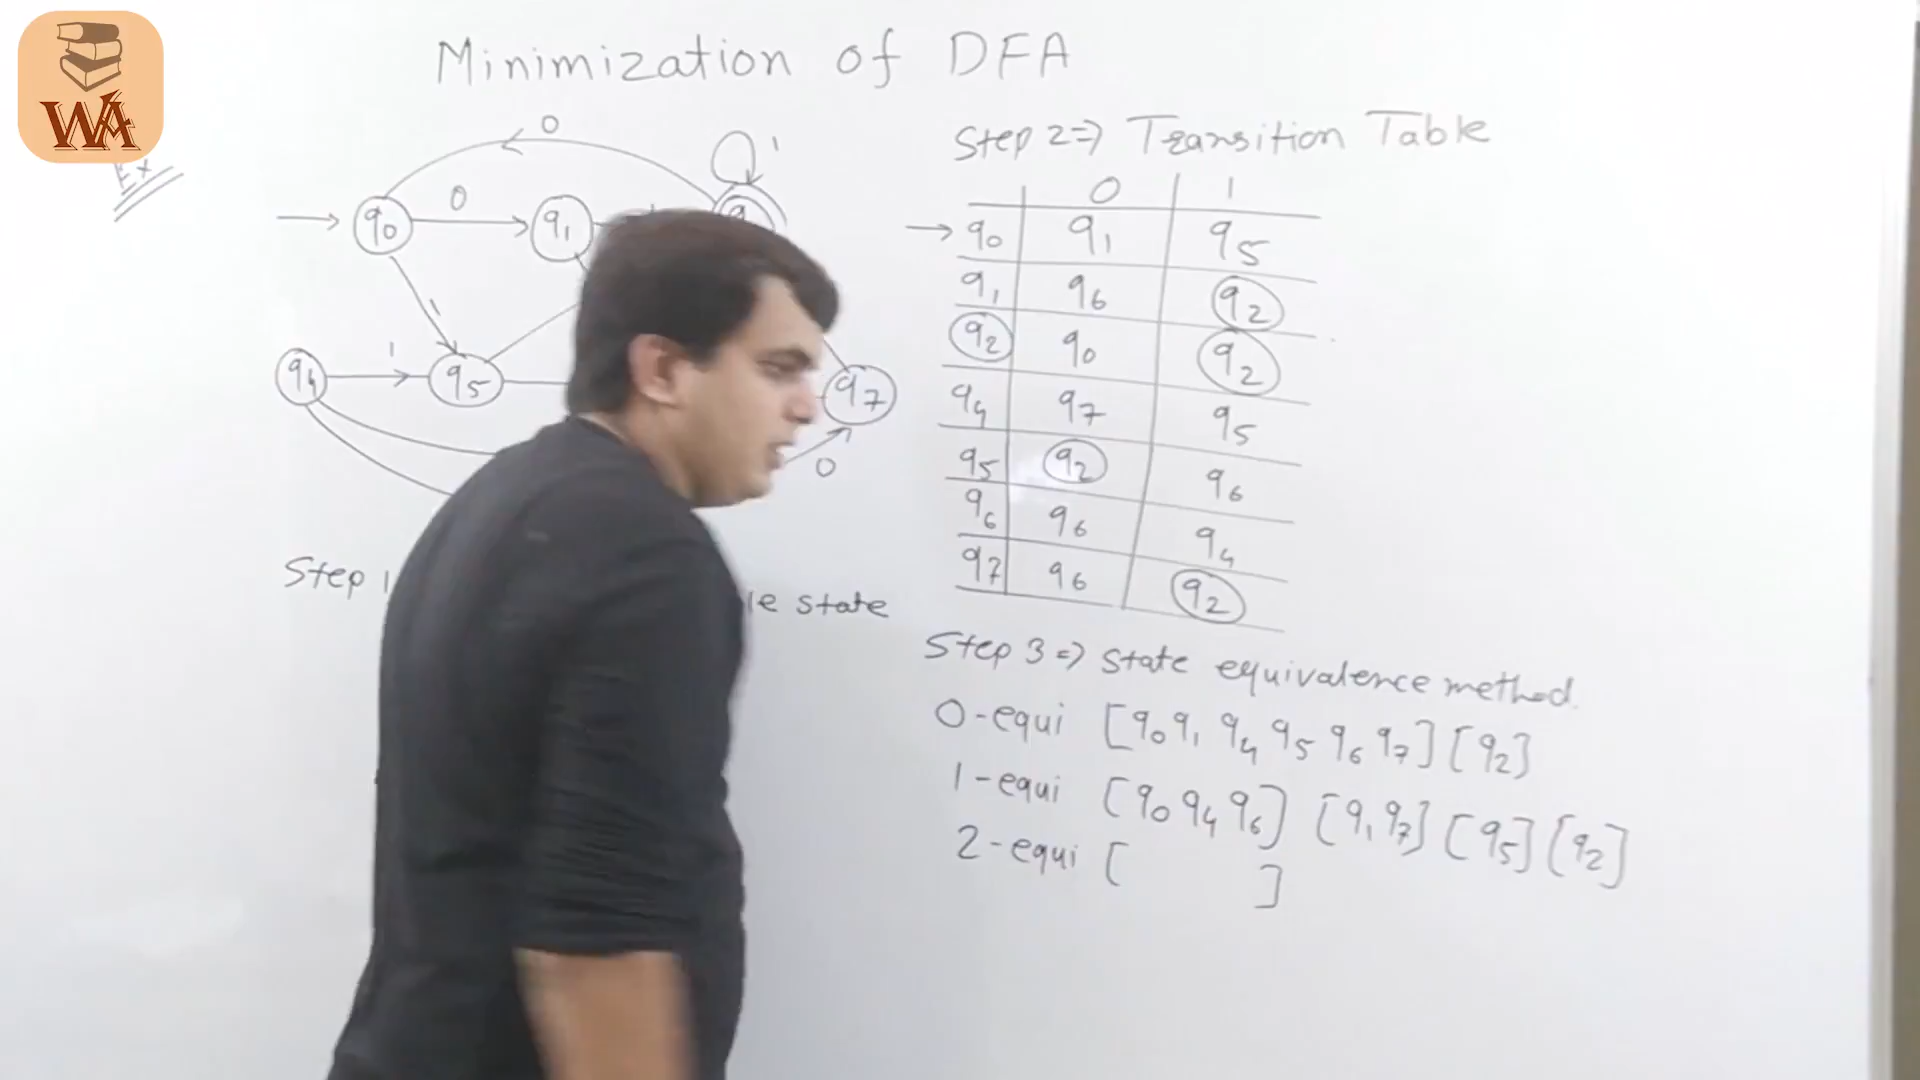 WA
Minimization of DFA
Ex
0
1
0
→ q0 q1
1
1
q4 q5 q7
0
Step 1
le state
Step 2 => Transition Table
0 1
→ q0 q1 q5
q1 q6 q2
q2 q0 q2
q4 q7 q5
q5 q2 q6
q6 q6 q4
q7 q6 q2
Step 3 => State equivalence method.
0-equi [q0 q1 q4 q5 q6 q7] [q2]
1-equi [q0 q4 q6] [q1 q7] [q5] [q2]
2-equi [ ]